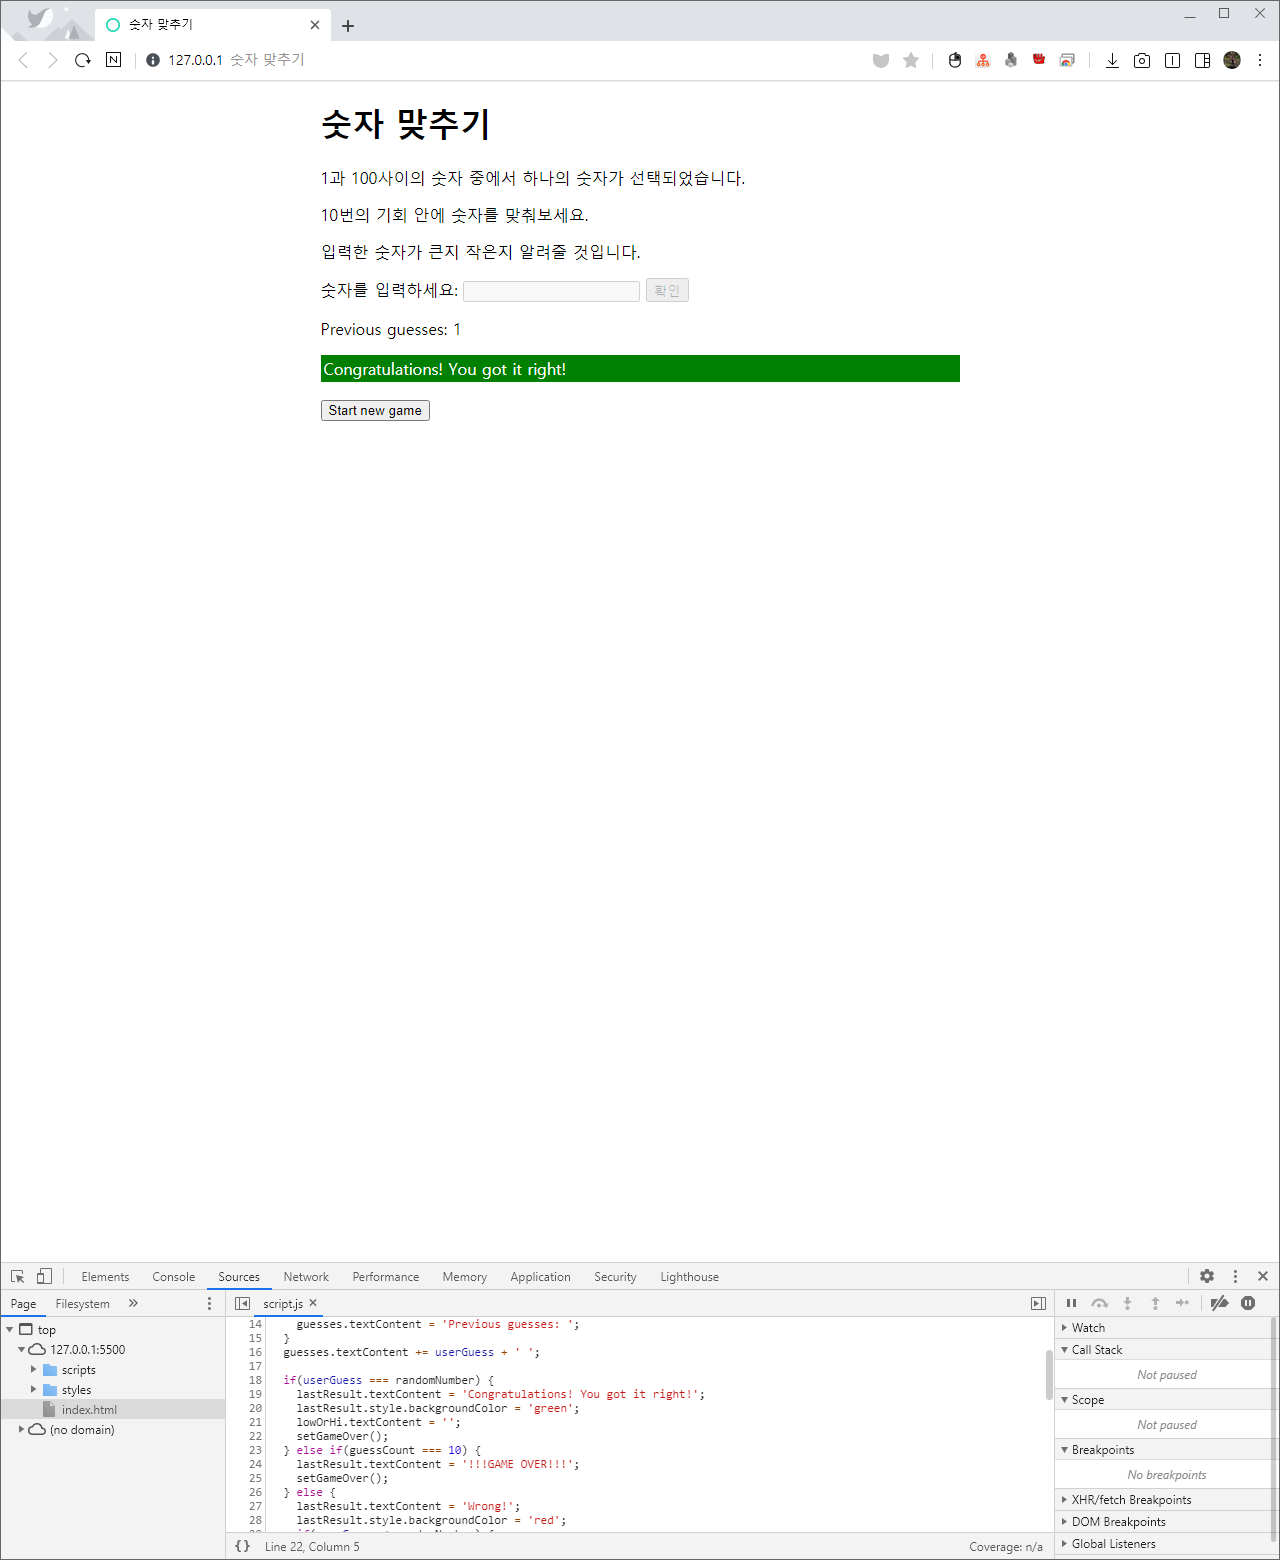 숫자 맞추기
127.0.0.1 숫자 맞추기
숫자 맞추기
1과 100사이의 숫자 중에서 하나의 숫자가 선택되었습니다.
10번의 기회 안에 숫자를 맞춰보세요.
입력한 숫자가 큰지 작은지 알려줄 것입니다.
숫자를 입력하세요: 확인
Previous guesses: 1
Congratulations! You got it right!
Start new game
Elements Console Sources Network Performance Memory Application Security Lighthouse
Page Filesystem »
script.js
top
127.0.0.1:5500
scripts
styles
index.html
(no domain)
14 guesses.textContent = 'Previous guesses: ';
15 }
16 guesses.textContent += userGuess + ' ';
17
18 if(userGuess === randomNumber) {
19 lastResult.textContent = 'Congratulations! You got it right!';
20 lastResult.style.backgroundColor = 'green';
21 lowOrHi.textContent = '';
22 setGameOver();
23 } else if(guessCount === 10) {
24 lastResult.textContent = '!!!GAME OVER!!!';
25 setGameOver();
26 } else {
27 lastResult.textContent = 'Wrong!';
28 lastResult.style.backgroundColor = 'red';
{} Line 22, Column 5 Coverage: n/a
Watch
Call Stack
Not paused
Scope
Not paused
Breakpoints
No breakpoints
XHR/fetch Breakpoints
DOM Breakpoints
Global Listeners